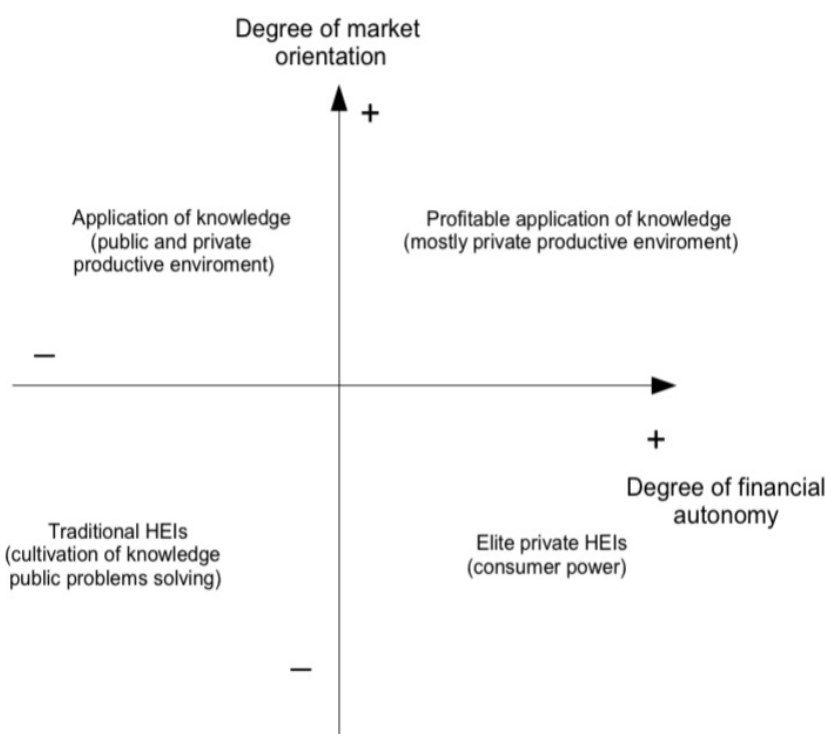 Degree of market
orientation
+
Application of knowledge
(public and private
productive enviroment)
Profitable application of knowledge
(mostly private productive enviroment)
–
+
Degree of financial
autonomy
Traditional HEIs
(cultivation of knowledge
public problems solving)
Elite private HEIs
(consumer power)
–